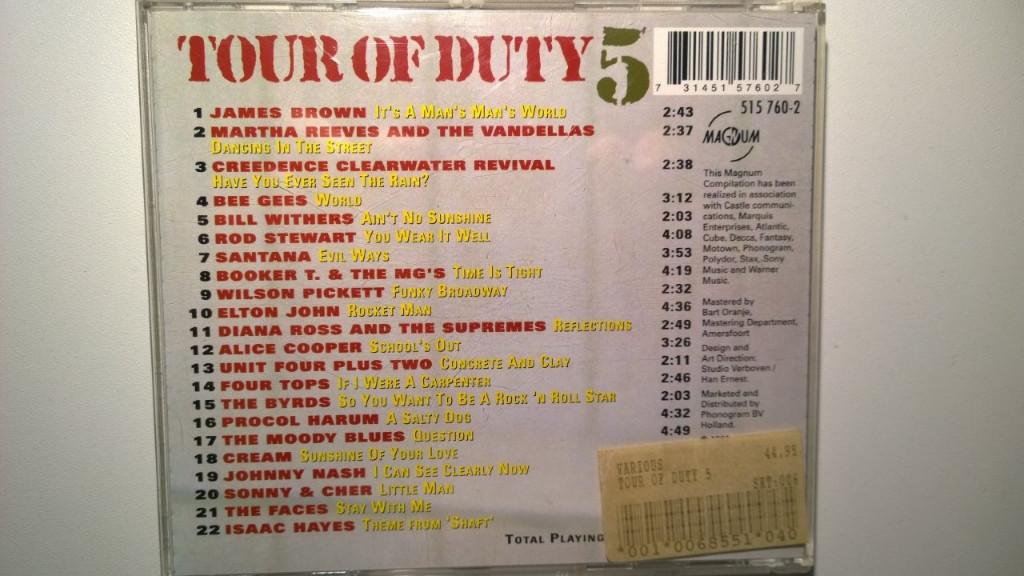 TOUR OF DUTY 5
7 31451 57602 7
515 760-2
MAGNUM
1 JAMES BROWN It's A Man's Man's World 2:43
2 MARTHA REEVES AND THE VANDELLAS 2:37
Dancing In The Street
3 CREEDENCE CLEARWATER REVIVAL 2:38
Have You Ever Seen The Rain?
4 BEE GEES World 3:12
5 BILL WITHERS Ain't No Sunshine 2:03
6 ROD STEWART You Wear It Well 4:08
7 SANTANA Evil Ways 3:53
8 BOOKER T. & THE MG'S Time Is Tight 4:19
9 WILSON PICKETT Funky Broadway 2:32
10 ELTON JOHN Rocket Man 4:36
11 DIANA ROSS AND THE SUPREMES Reflections 2:49
12 ALICE COOPER School's Out 3:26
13 UNIT FOUR PLUS TWO Concrete And Clay 2:11
14 FOUR TOPS If I Were A Carpenter 2:46
15 THE BYRDS So You Want To Be A Rock 'n Roll Star 2:03
16 PROCOL HARUM A Salty Dog 4:32
17 THE MOODY BLUES Question 4:49
18 CREAM Sunshine Of Your Love
19 JOHNNY NASH I Can See Clearly Now
20 SONNY & CHER Little Man
21 THE FACES Stay With Me
22 ISAAC HAYES Theme from 'Shaft'
Total Playing
This Magnum
Compilation has been
realized in association
with Castle communi-
cations, Marquis
Enterprises, Atlantic,
Cube, Decca, Fantasy,
Motown, Phonogram,
Polydor, Stax, Sony
Music and Warner
Music.
Mastered by
Bart Oranje,
Mastering Department,
Amersfoort
Design and
Art Direction:
Studio Verboven /
Han Ernest.
Marketed and
Distributed by
Phonogram BV
Holland.
VARIOUS 44.95
TOUR OF DUTY 5
SRT:006
*001*0068551*040*